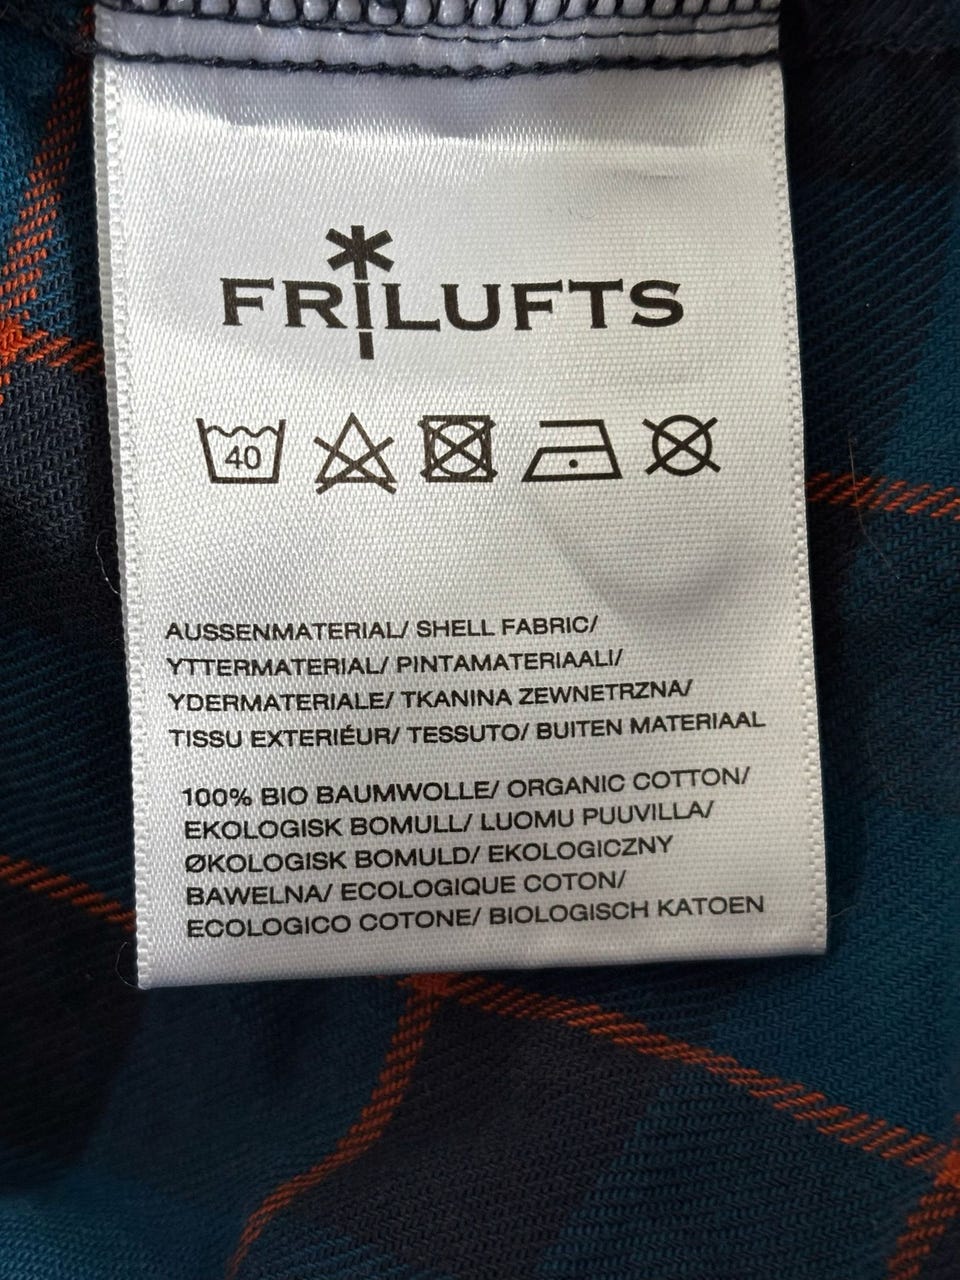 FRILUFTS
40
AUSSENMATERIAL/ SHELL FABRIC/
YTTERMATERIAL/ PINTAMATERIAALI/
YDERMATERIALE/ TKANINA ZEWNETRZNA/
TISSU EXTERIÉUR/ TESSUTO/ BUITEN MATERIAAL
100% BIO BAUMWOLLE/ ORGANIC COTTON/
EKOLOGISK BOMULL/ LUOMU PUUVILLA/
ØKOLOGISK BOMULD/ EKOLOGICZNY
BAWELNA/ ECOLOGIQUE COTON/
ECOLOGICO COTONE/ BIOLOGISCH KATOEN